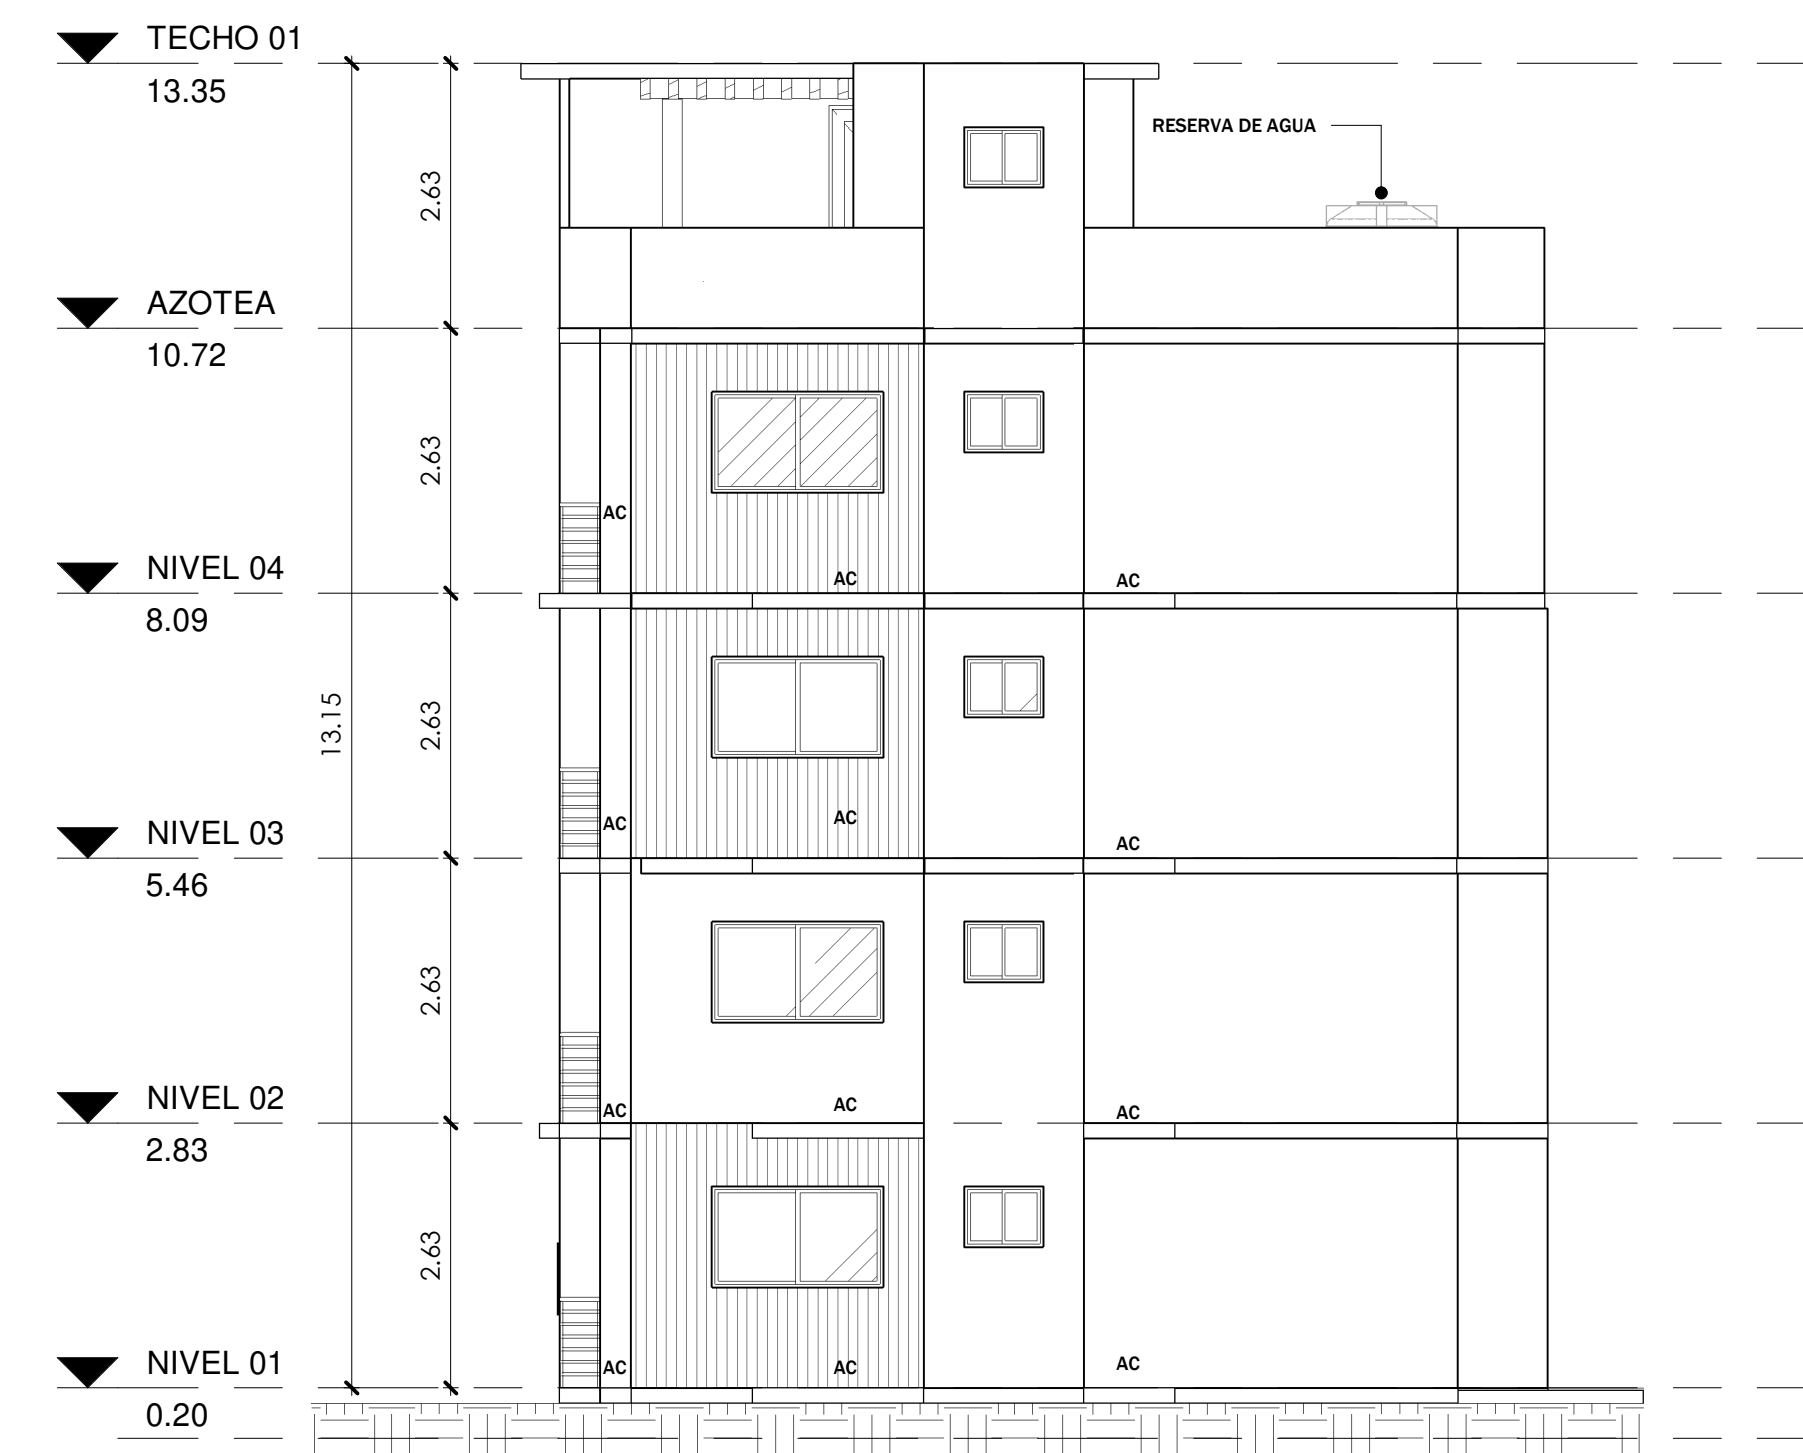 TECHO 01
13.35
2.63
RESERVA DE AGUA
AZOTEA
10.72
2.63
AC
AC
AC
NIVEL 04
8.09
13.15
2.63
AC
AC
AC
NIVEL 03
5.46
2.63
AC
AC
AC
NIVEL 02
2.83
2.63
AC
AC
AC
NIVEL 01
0.20